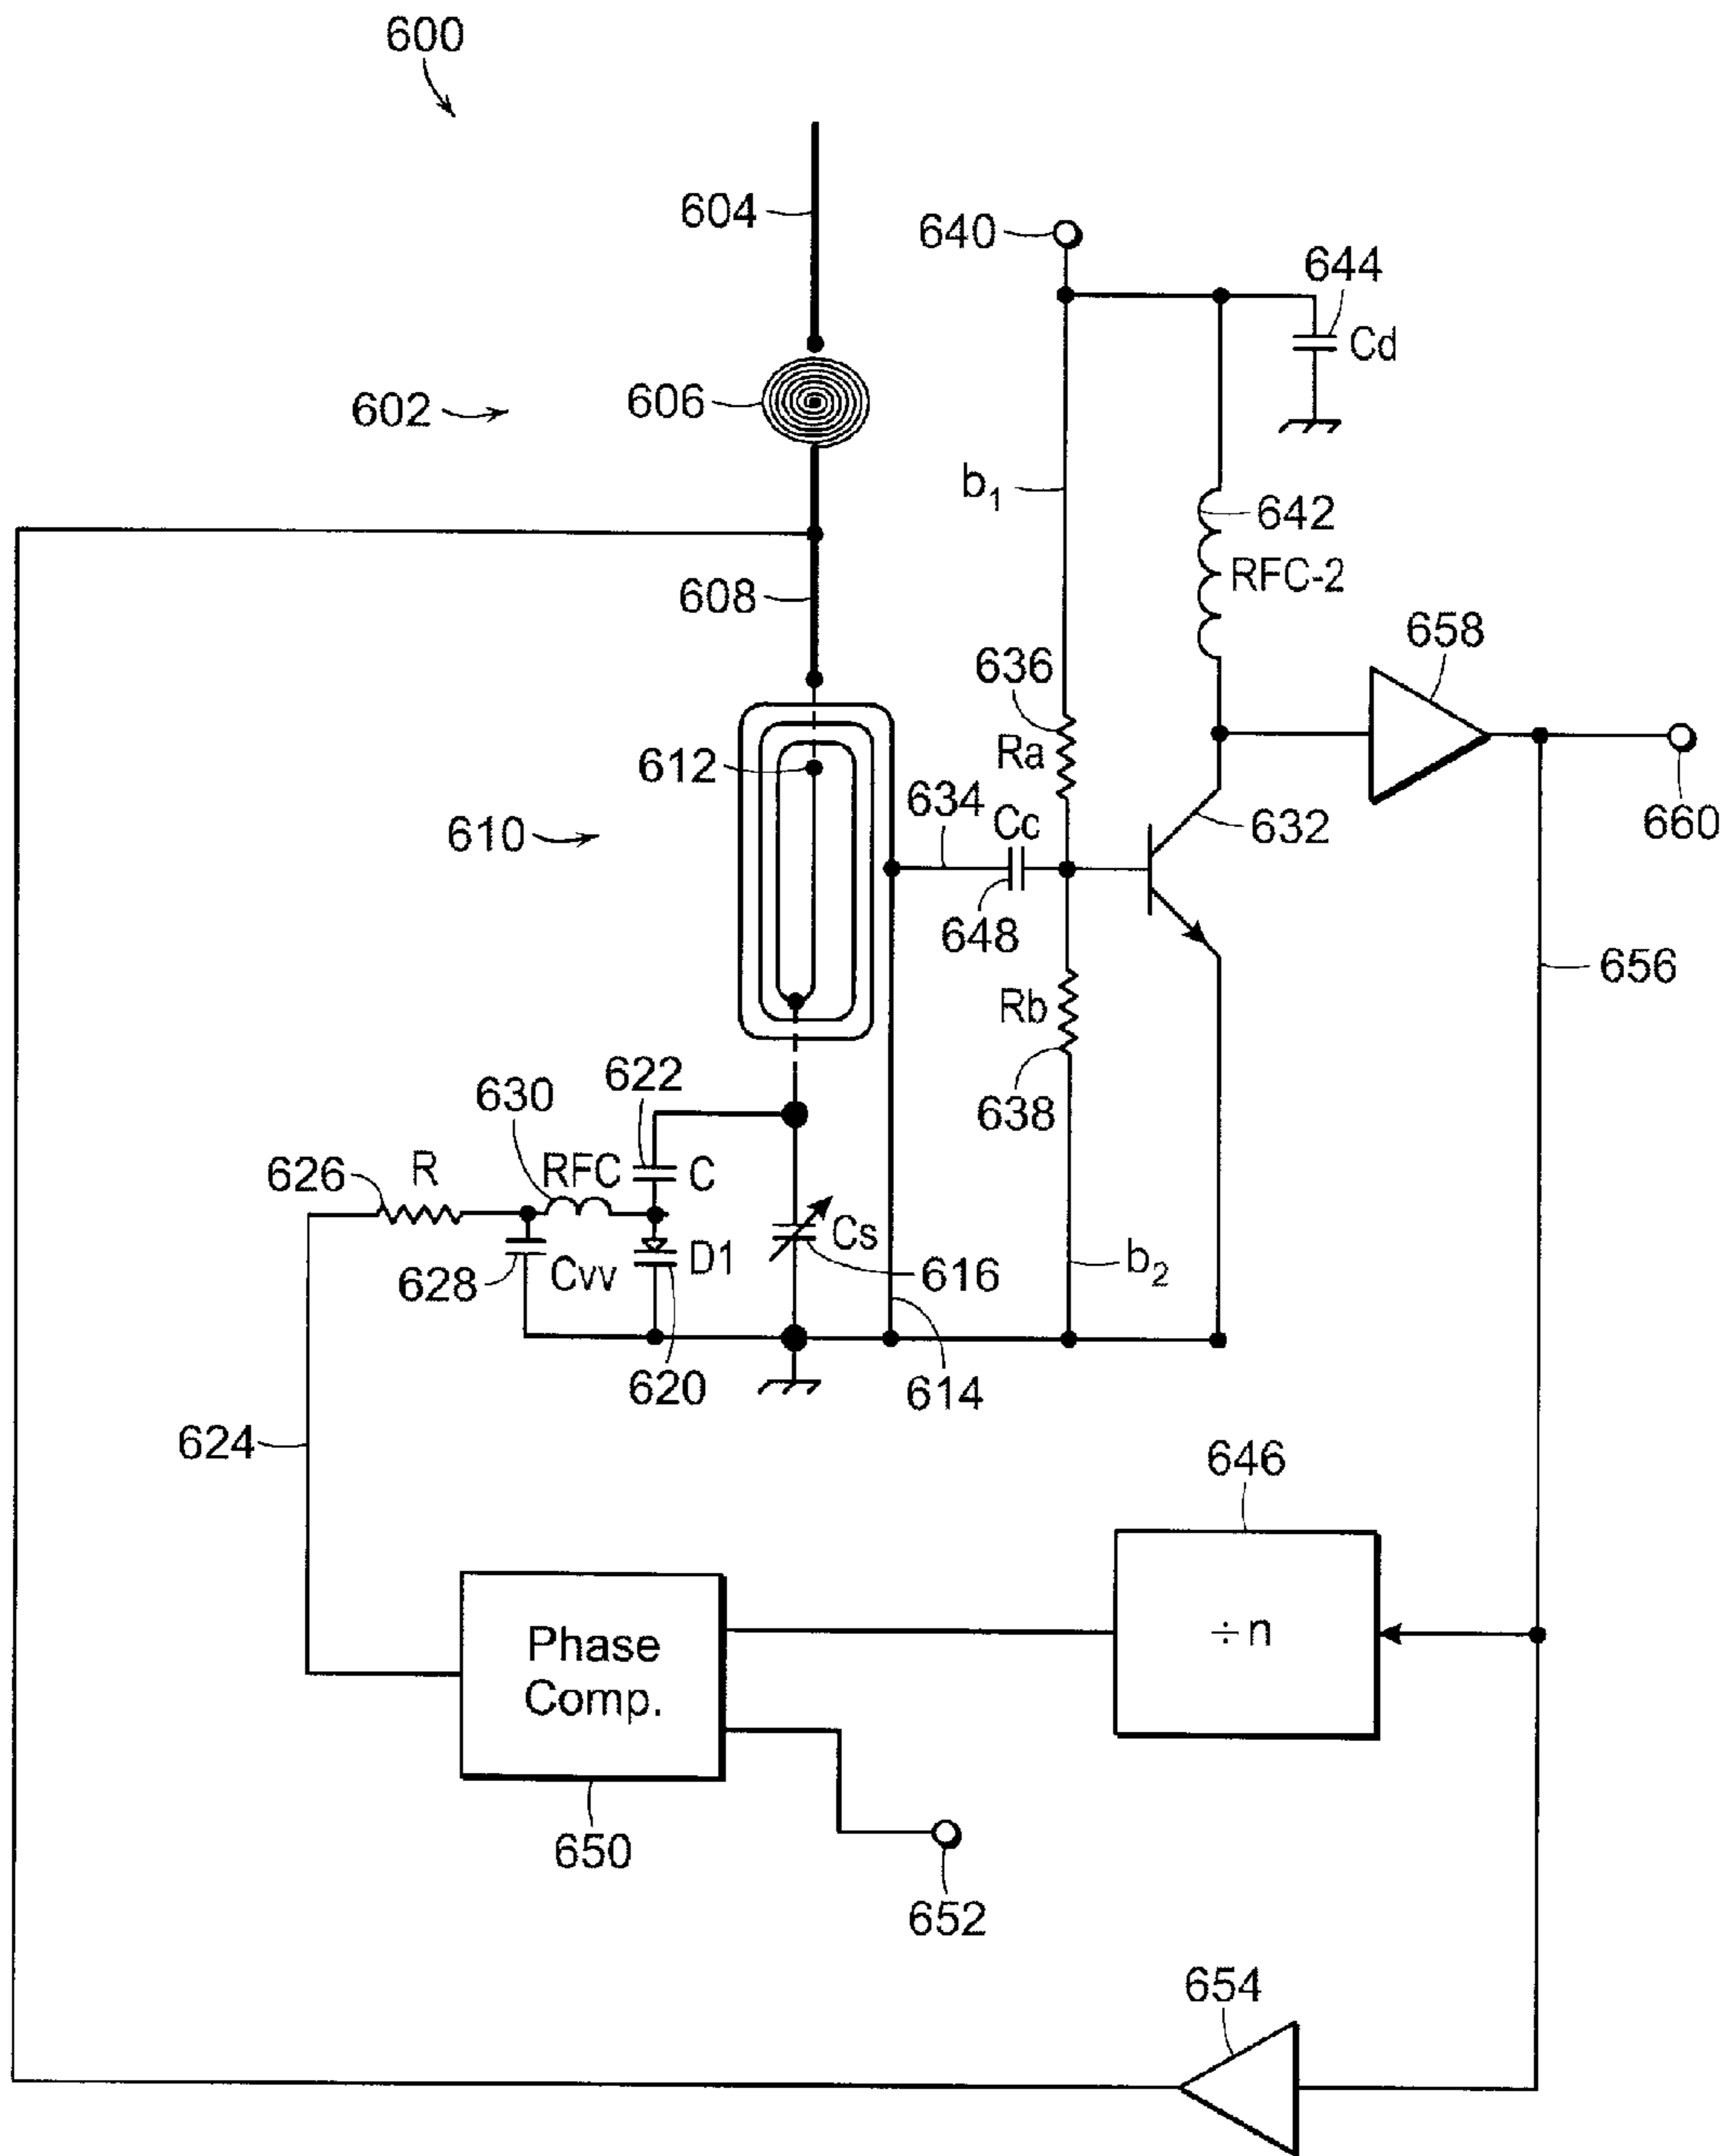 600
604
640
644
Cd
602
606
b1
642
RFC-2
608
658
636
Ra
612
634
Cc
632
660
610
648
656
Rb
622
638
630
R
RFC
C
626
Cs
D1
b2
628
Cvv
616
620
614
624
646
÷ n
Phase
Comp.
650
652
654